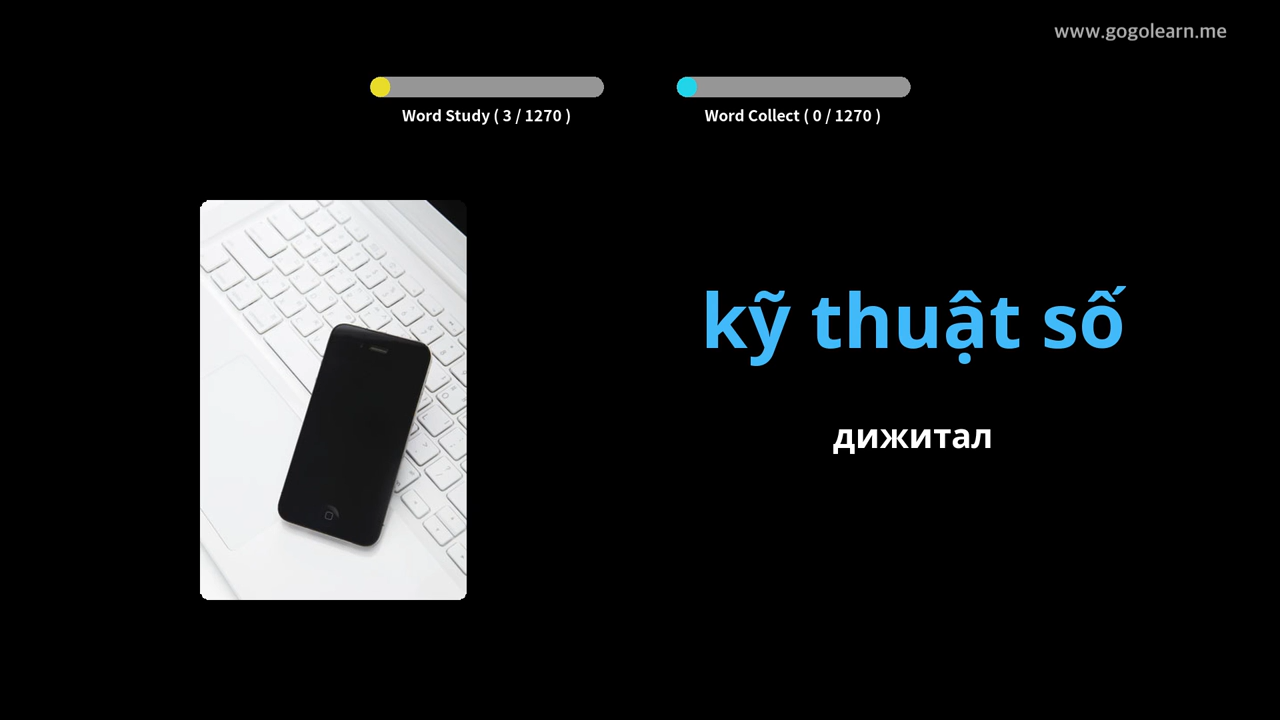 www.gogolearn.me
Word Study ( 3 / 1270 )
Word Collect ( 0 / 1270 )
kỹ thuật số
дижитал